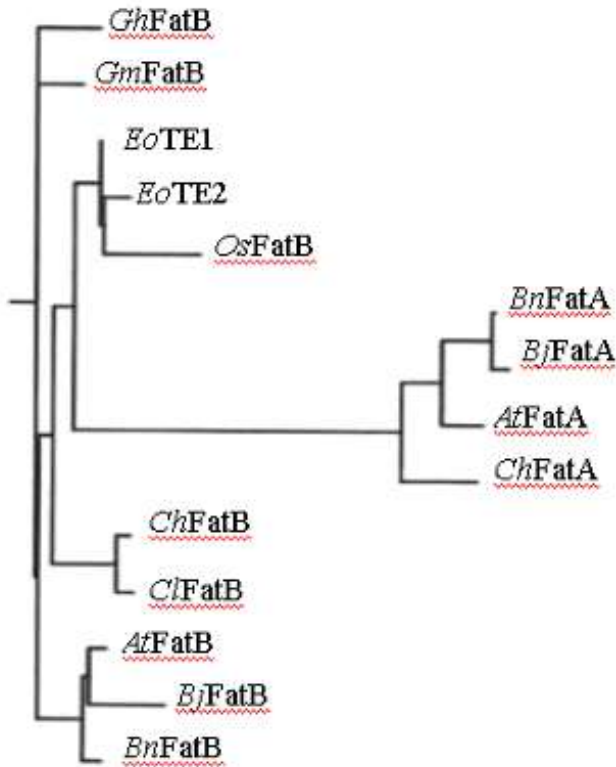 GhFatB
GmFatB
EoTE1
EoTE2
OsFatB
BnFatA
BjFatA
AtFatA
ChFatA
ChFatB
ClFatB
AtFatB
BjFatB
BnFatB